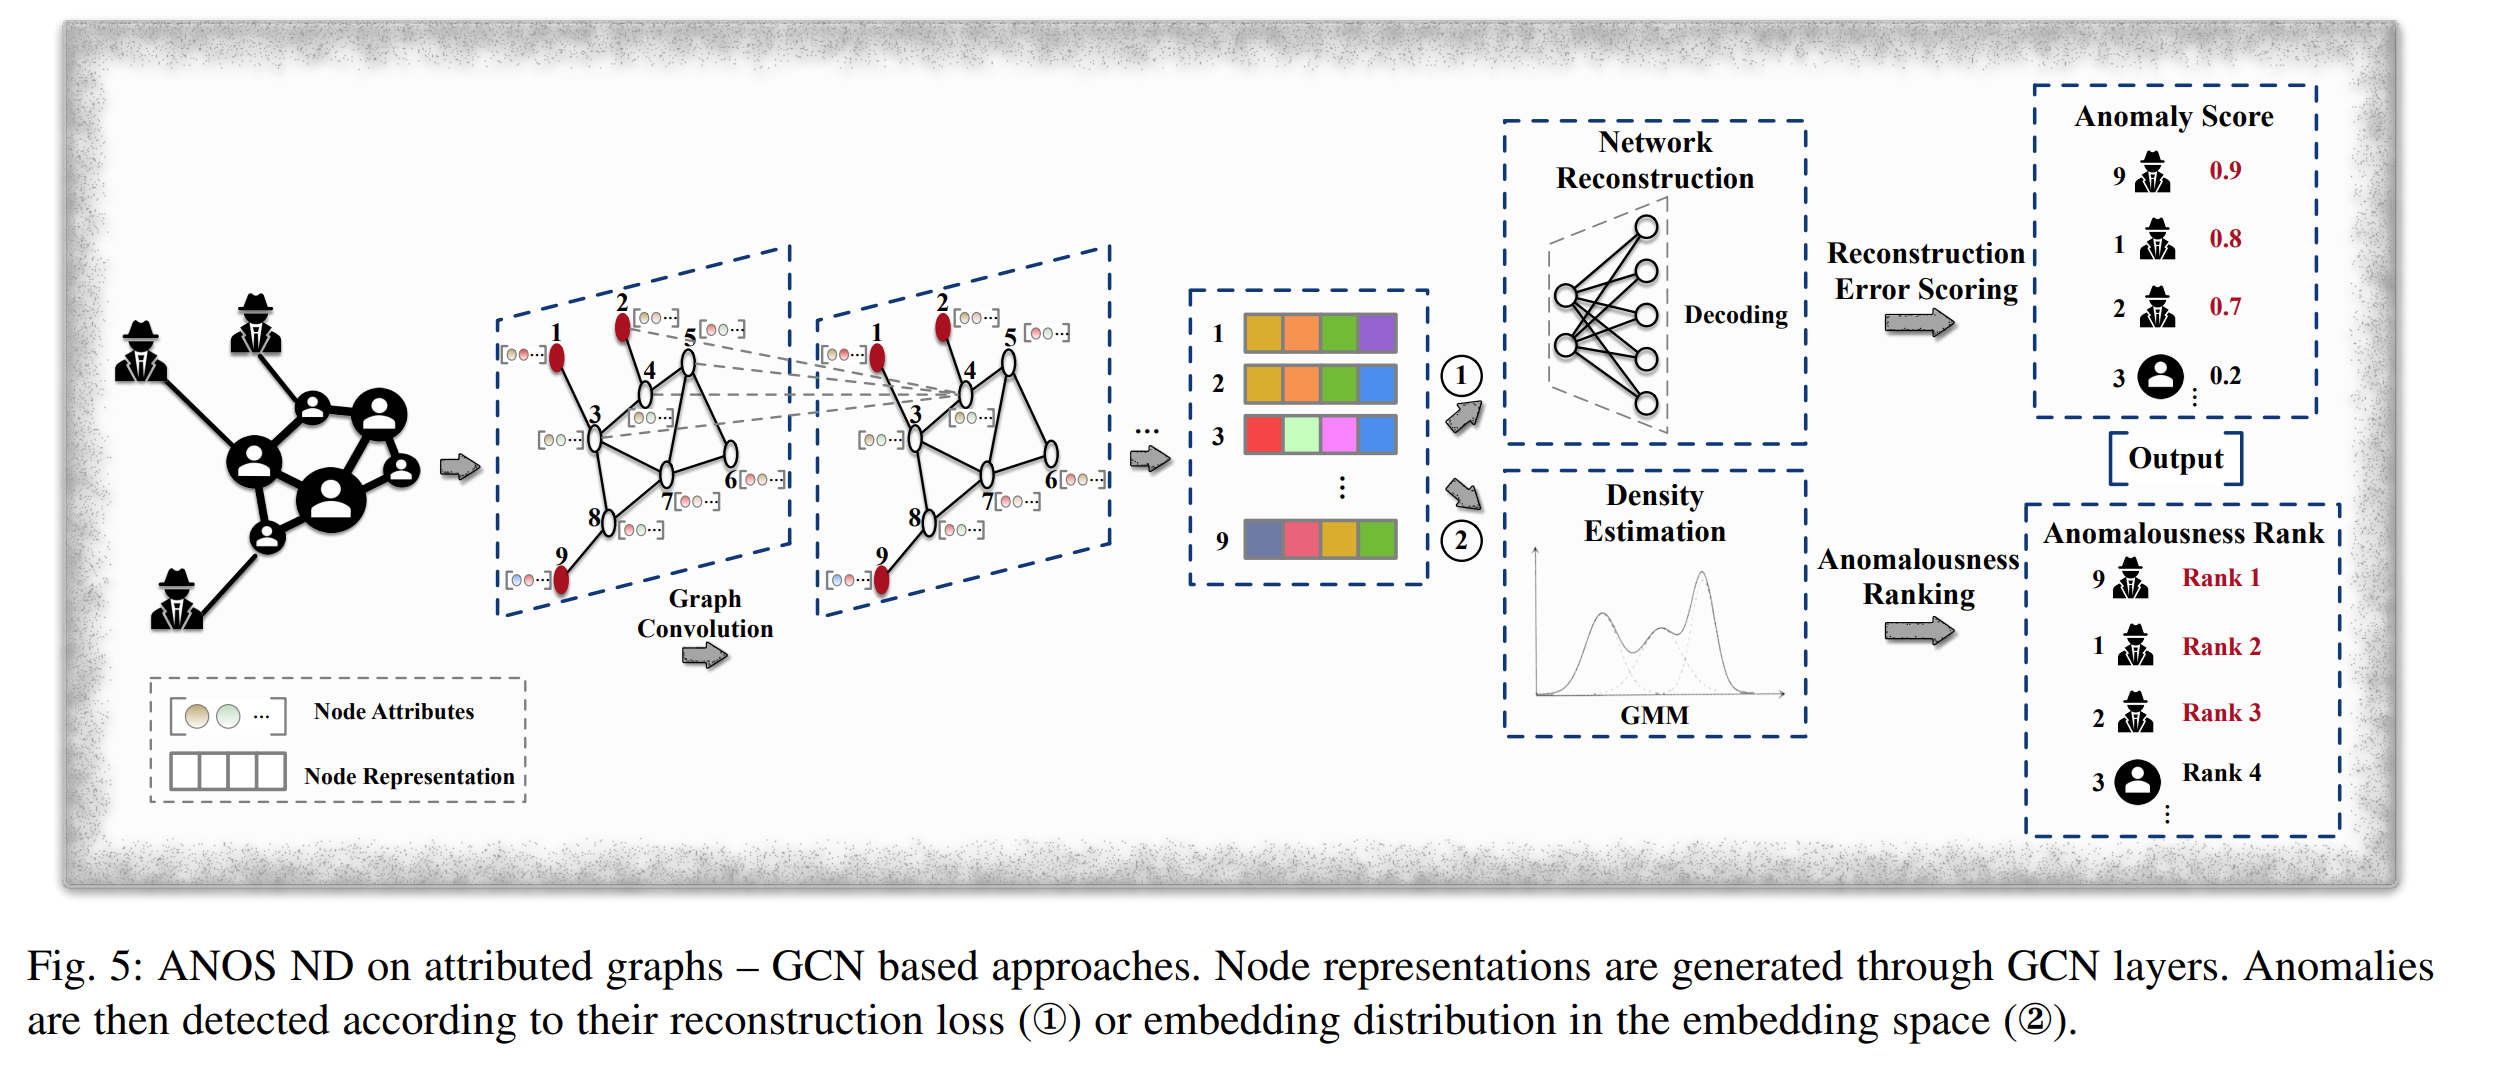 1
2
5
4
3
6
7
8
9
Graph
Convolution
1
2
5
4
3
6
7
8
9
...
1
2
3
⋮
9
①
②
Network
Reconstruction
Decoding
Density
Estimation
GMM
Reconstruction
Error Scoring
Anomalousness
Ranking
Anomaly Score
9 0.9
1 0.8
2 0.7
3 0.2
⋮
[Output]
Anomalousness Rank
9 Rank 1
1 Rank 2
2 Rank 3
3 Rank 4
⋮
[ ... ] Node Attributes
Node Representation
Fig. 5: ANOS ND on attributed graphs – GCN based approaches. Node representations are generated through GCN layers. Anomalies
are then detected according to their reconstruction loss (①) or embedding distribution in the embedding space (②).